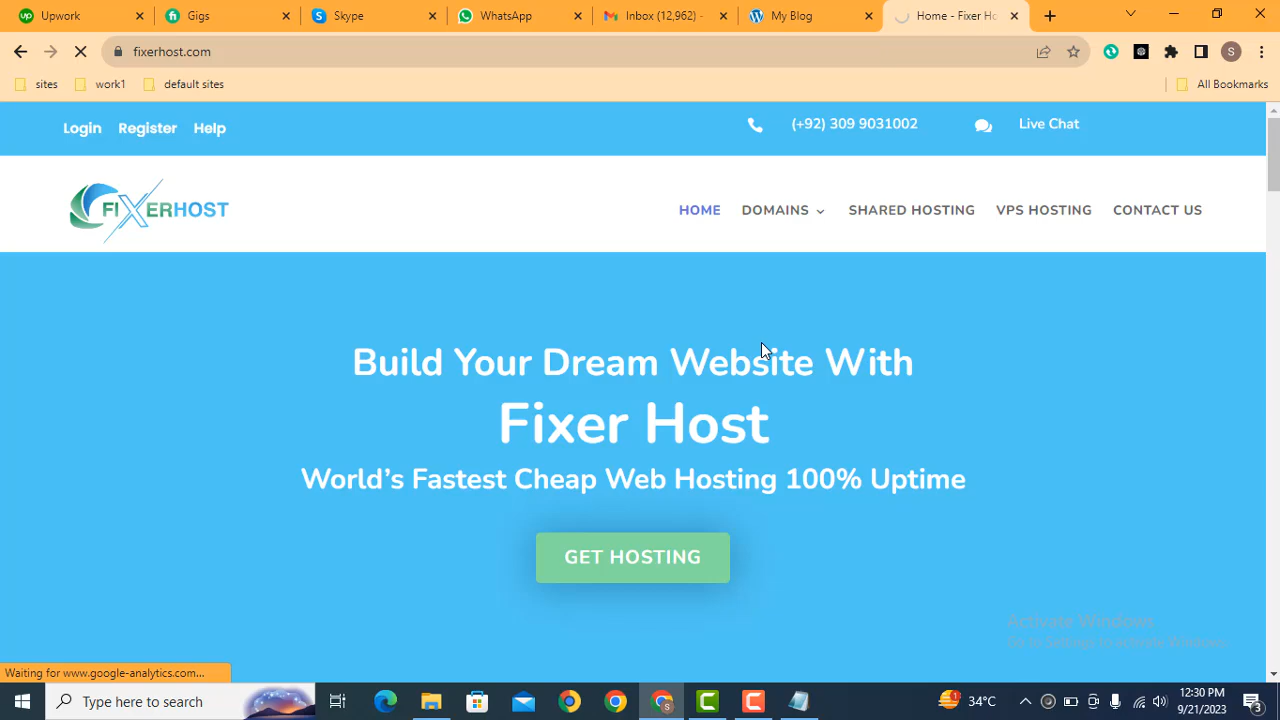 Upwork
Gigs
Skype
WhatsApp
Inbox (12,962) -
My Blog
Home - Fixer Ho
fixerhost.com
S
sites
work1
default sites
All Bookmarks
Login Register Help
(+92) 309 9031002
Live Chat
FIXERHOST
HOME
DOMAINS
SHARED HOSTING
VPS HOSTING
CONTACT US
Build Your Dream Website With
Fixer Host
World's Fastest Cheap Web Hosting 100% Uptime
GET HOSTING
Activate Windows
Go to Settings to activate Windows.
Waiting for www.google-analytics.com...
Type here to search
34°C
12:30 PM
9/21/2023